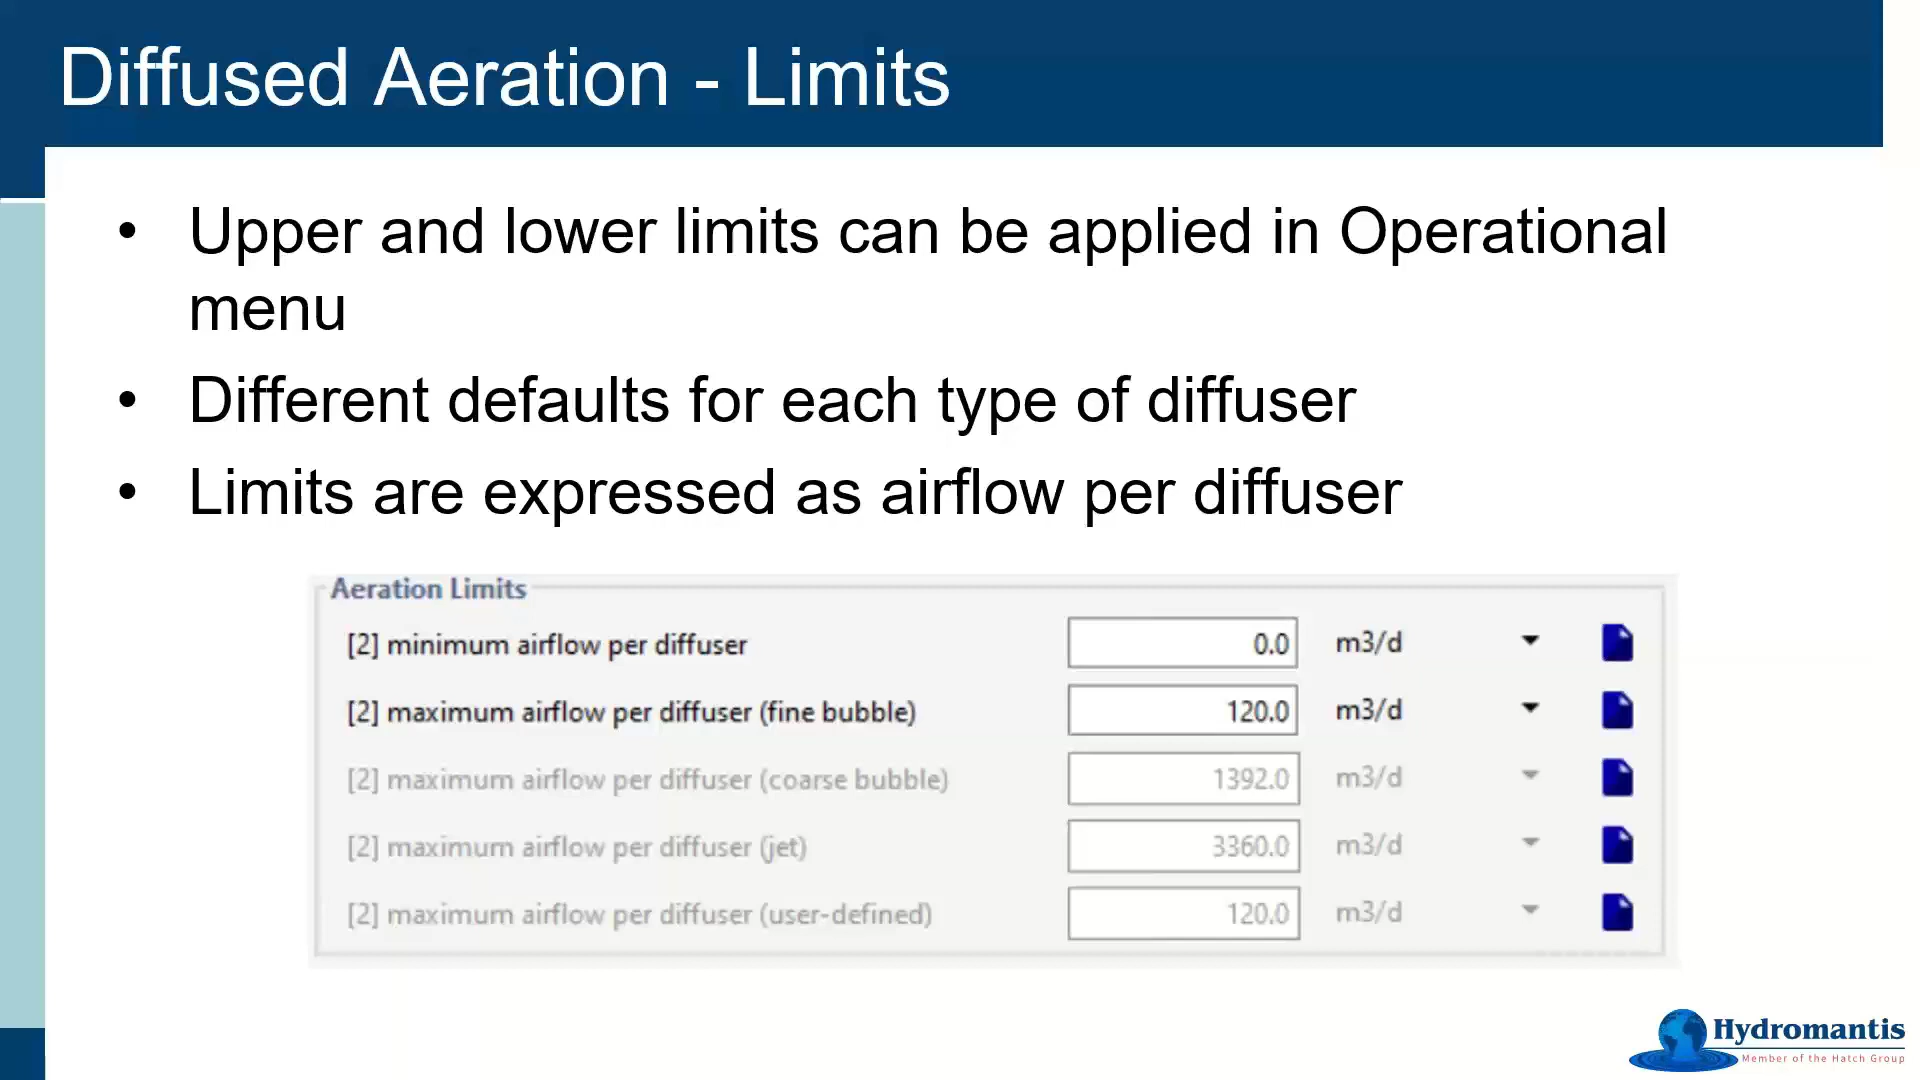 Diffused Aeration - Limits
• Upper and lower limits can be applied in Operational
menu
• Different defaults for each type of diffuser
• Limits are expressed as airflow per diffuser
Aeration Limits
[2] minimum airflow per diffuser 0.0 m3/d
[2] maximum airflow per diffuser (fine bubble) 120.0 m3/d
[2] maximum airflow per diffuser (coarse bubble) 1392.0 m3/d
[2] maximum airflow per diffuser (jet) 3360.0 m3/d
[2] maximum airflow per diffuser (user-defined) 120.0 m3/d
Hydromantis
Member of the Hatch Group